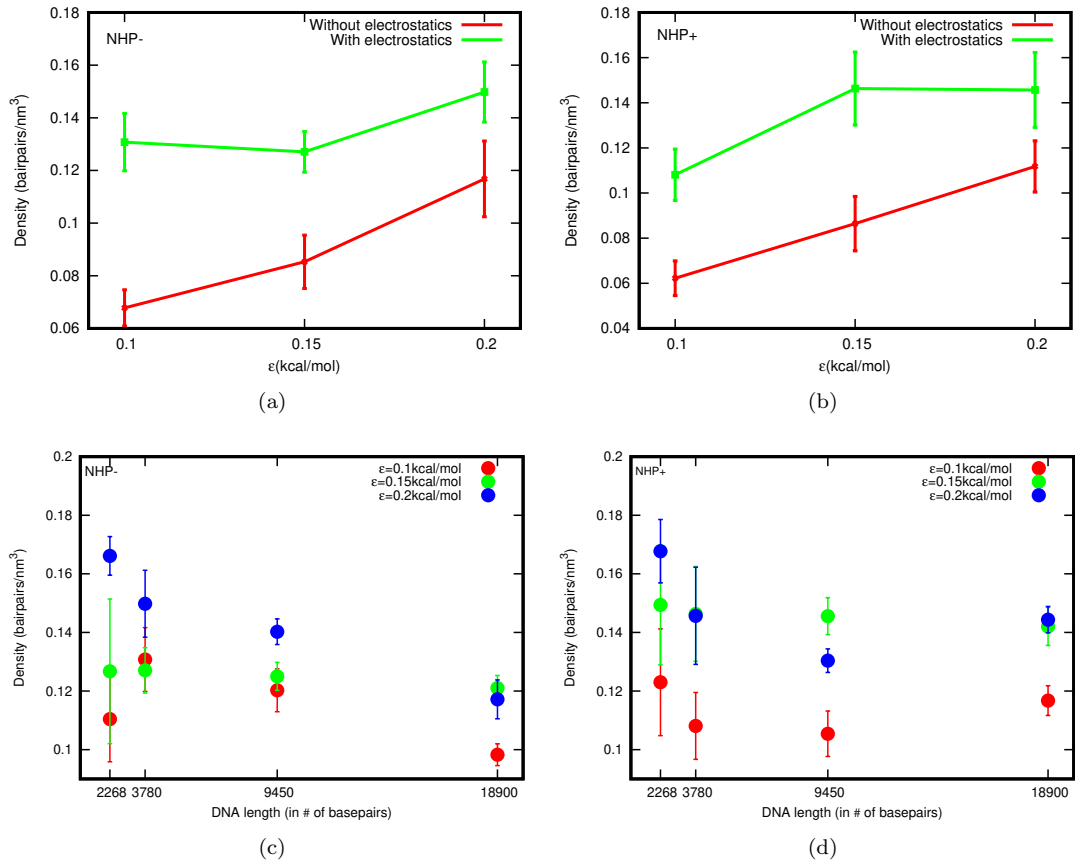 NHP-
Without electrostatics
With electrostatics
0.16
0.14
0.12
0.1
0.08
0.06
Density (bairpairs/nm³)
0.1 0.15 0.2
ε(kcal/mol)
(a)
NHP+
Without electrostatics
With electrostatics
0.18
0.16
0.14
0.12
0.1
0.08
0.06
0.04
Density (bairpairs/nm³)
0.1 0.15 0.2
ε(kcal/mol)
(b)
NHP-
ε=0.1kcal/mol
ε=0.15kcal/mol
ε=0.2kcal/mol
0.2
0.18
0.16
0.14
0.12
0.1
Density (bairpairs/nm³)
2268 3780 9450 18900
DNA length (in # of basepairs)
(c)
NHP+
ε=0.1kcal/mol
ε=0.15kcal/mol
ε=0.2kcal/mol
0.2
0.18
0.16
0.14
0.12
0.1
Density (bairpairs/nm³)
2268 3780 9450 18900
DNA length (in # of basepairs)
(d)